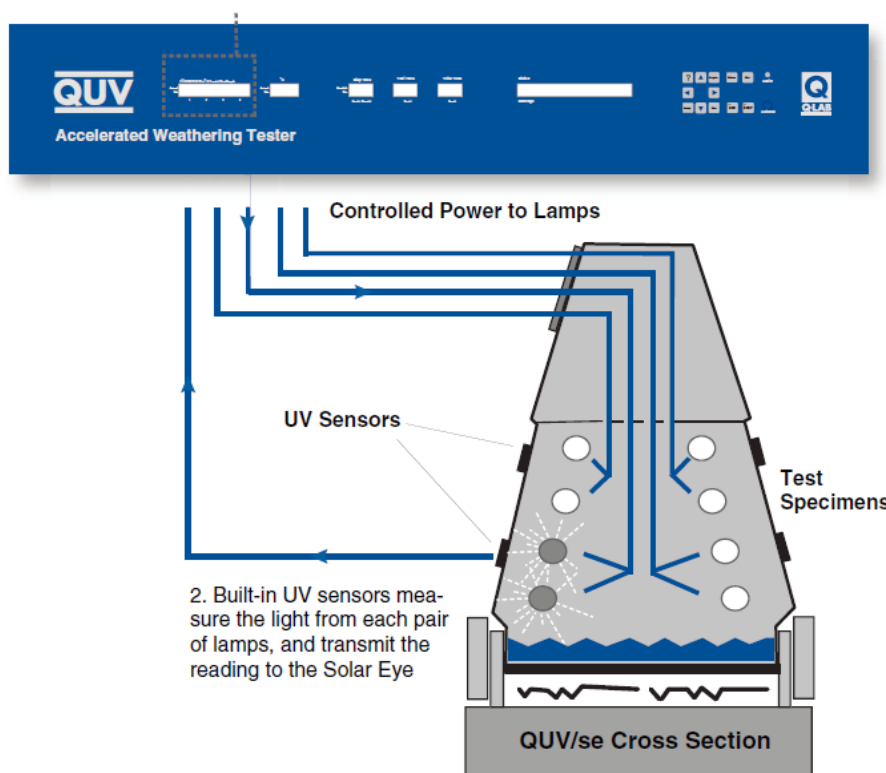 QUV
Accelerated Weathering Tester
Q
Q-LAB
Controlled Power to Lamps
UV Sensors
Test
Specimens
2. Built-in UV sensors mea-
sure the light from each pair
of lamps, and transmit the
reading to the Solar Eye
QUV/se Cross Section